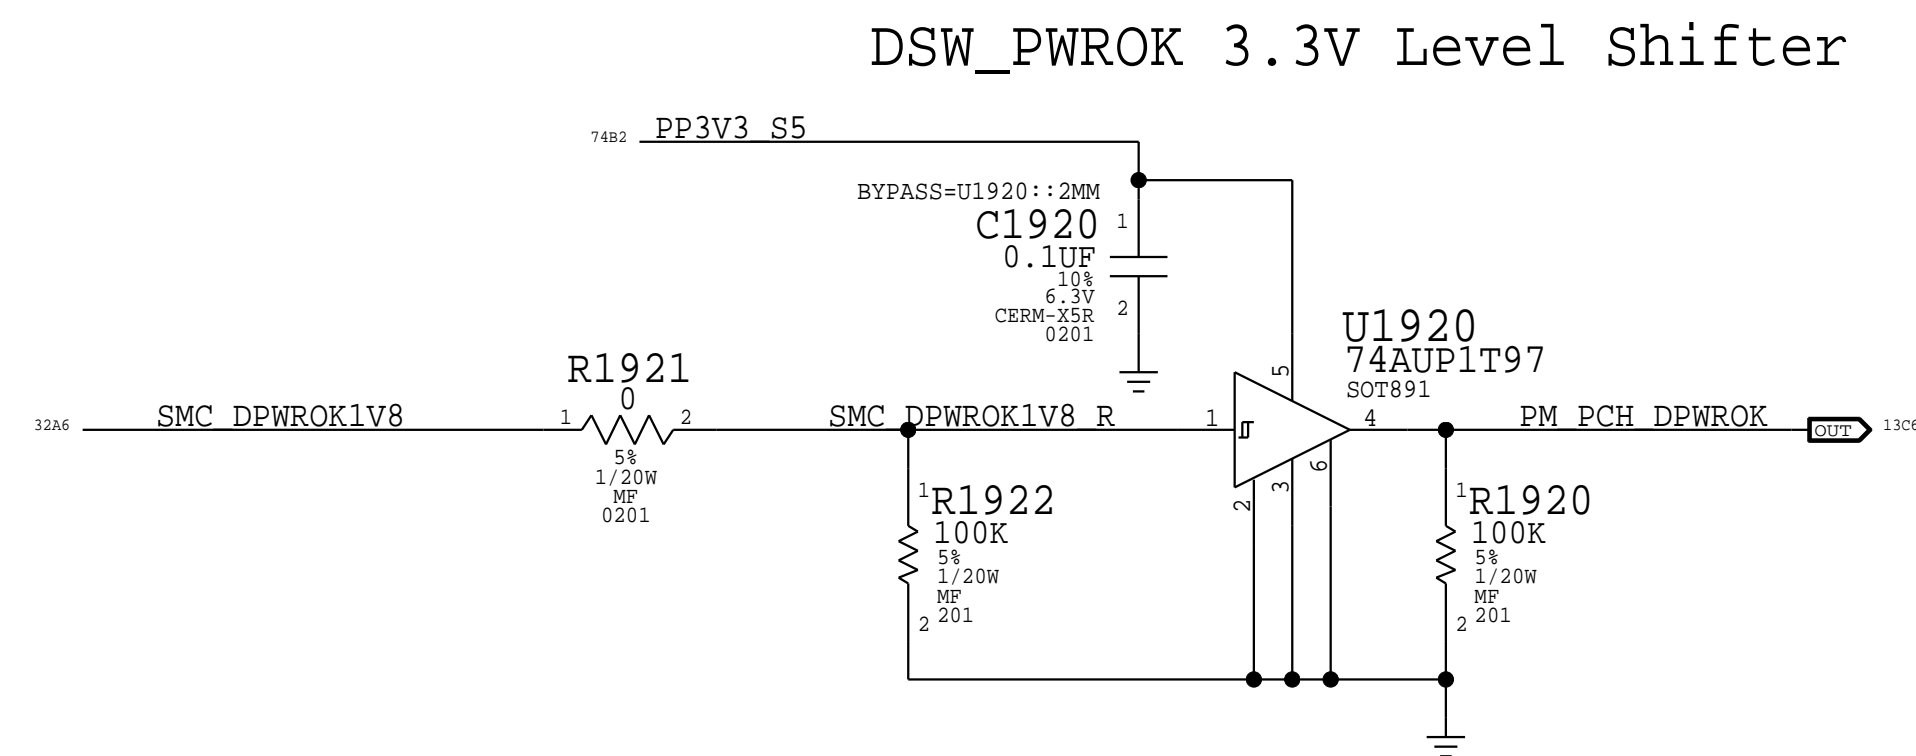 DSW_PWROK 3.3V Level Shifter
74B2 PP3V3_S5
BYPASS=U1920::2MM
C1920
0.1UF
10%
6.3V
CERM-X5R
0201
1
2
U1920
74AUP1T97
SOT891
R1921
0
32A6 SMC_DPWROK1V8
1 2
5%
1/20W
MF
0201
SMC_DPWROK1V8_R
1
5
4
2
3
6
PM_PCH_DPWROK
OUT
1
R1922
100K
5%
1/20W
MF
201
2
1
R1920
100K
5%
1/20W
MF
201
2